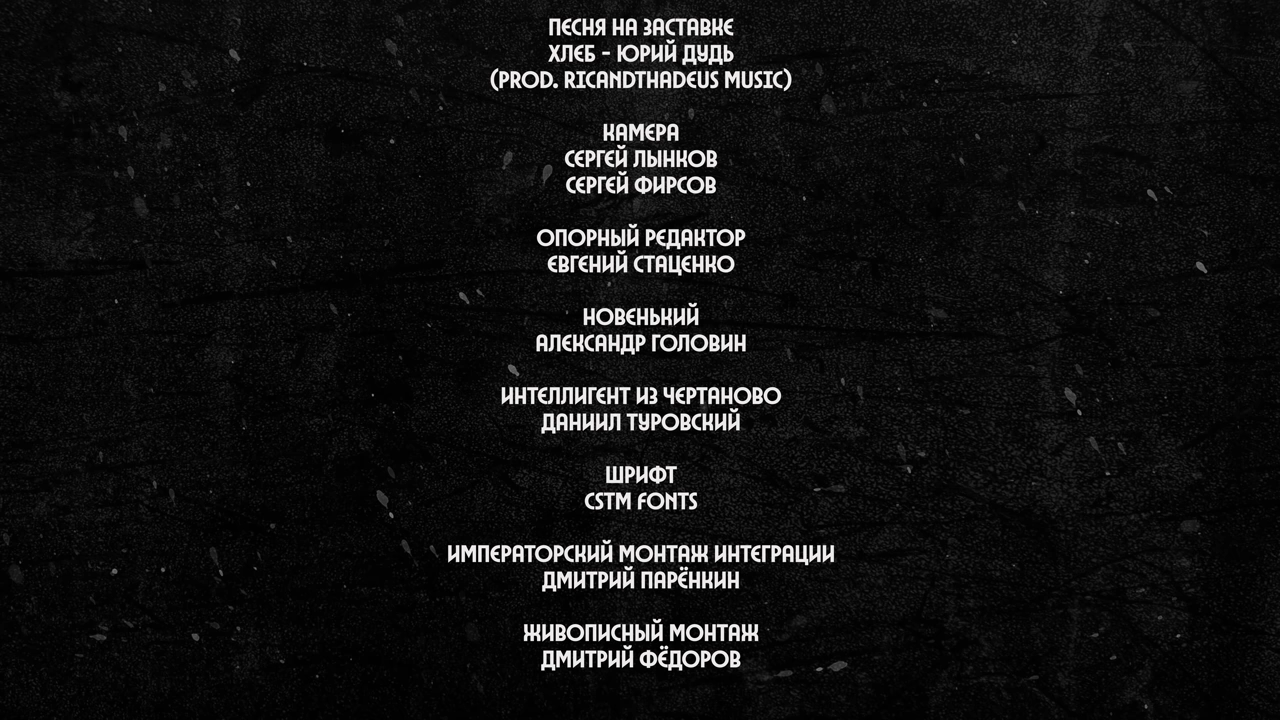 ПЕСНЯ НА ЗАСТАВКЕ
ХЛЕБ - ЮРИЙ ДУДЬ
(PROD. RICANDTHADEUS MUSIC)
КАМЕРА
СЕРГЕЙ ЛЫНКОВ
СЕРГЕЙ ФИРСОВ
ОПОРНЫЙ РЕДАКТОР
ЕВГЕНИЙ СТАЦЕНКО
НОВЕНЬКИЙ
АЛЕКСАНДР ГОЛОВИН
ИНТЕЛЛИГЕНТ ИЗ ЧЕРТАНОВО
ДАНИИЛ ТУРОВСКИЙ
ШРИФТ
CSTM FONTS
ИМПЕРАТОРСКИЙ МОНТАЖ ИНТЕГРАЦИИ
ДМИТРИЙ ПАРЁНКИН
ЖИВОПИСНЫЙ МОНТАЖ
ДМИТРИЙ ФЁДОРОВ